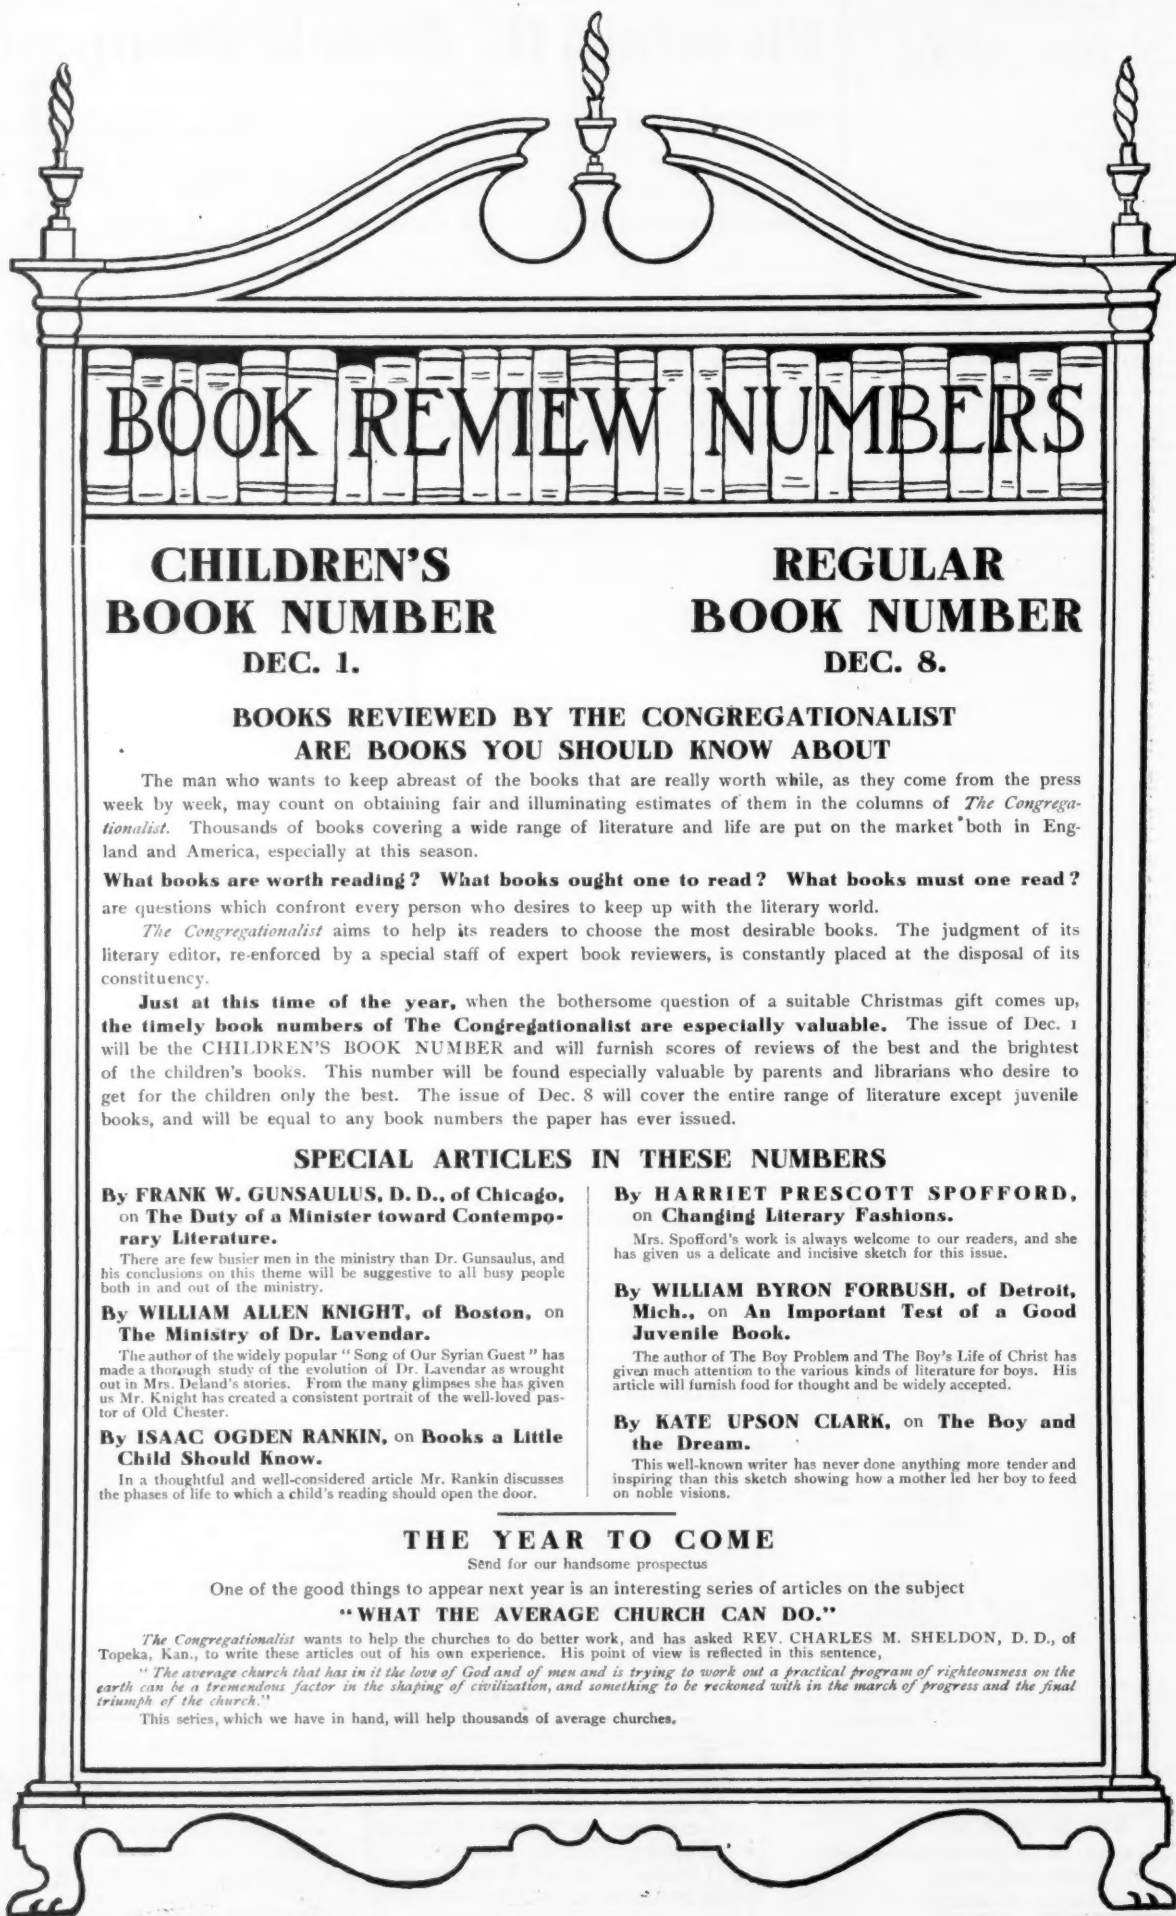 BOOK REVIEW NUMBERS
CHILDREN'S
BOOK NUMBER
DEC. 1.
REGULAR
BOOK NUMBER
DEC. 8.
BOOKS REVIEWED BY THE CONGREGATIONALIST
ARE BOOKS YOU SHOULD KNOW ABOUT
The man who wants to keep abreast of the books that are really worth while, as they come from the press
week by week, may count on obtaining fair and illuminating estimates of them in the columns of The Congrega-
tionalist. Thousands of books covering a wide range of literature and life are put on the market both in Eng-
land and America, especially at this season.
What books are worth reading? What books ought one to read? What books must one read?
are questions which confront every person who desires to keep up with the literary world.
The Congregationalist aims to help its readers to choose the most desirable books. The judgment of its
literary editor, re-enforced by a special staff of expert book reviewers, is constantly placed at the disposal of its
constituency.
Just at this time of the year, when the bothersome question of a suitable Christmas gift comes up,
the timely book numbers of The Congregationalist are especially valuable. The issue of Dec. 1
will be the CHILDREN'S BOOK NUMBER and will furnish scores of reviews of the best and the brightest
of the children's books. This number will be found especially valuable by parents and librarians who desire to
get for the children only the best. The issue of Dec. 8 will cover the entire range of literature except juvenile
books, and will be equal to any book numbers the paper has ever issued.
SPECIAL ARTICLES IN THESE NUMBERS
By FRANK W. GUNSAULUS, D. D., of Chicago,
on The Duty of a Minister toward Contempo-
rary Literature.
There are few busier men in the ministry than Dr. Gunsaulus, and
his conclusions on this theme will be suggestive to all busy people
both in and out of the ministry.
By WILLIAM ALLEN KNIGHT, of Boston, on
The Ministry of Dr. Lavendar.
The author of the widely popular "Song of Our Syrian Guest" has
made a thorough study of the evolution of Dr. Lavendar as wrought
out in Mrs. Deland's stories. From the many glimpses she has given
us Mr. Knight has created a consistent portrait of the well-loved pas-
tor of Old Chester.
By ISAAC OGDEN RANKIN, on Books a Little
Child Should Know.
In a thoughtful and well-considered article Mr. Rankin discusses
the phases of life to which a child's reading should open the door.
By HARRIET PRESCOTT SPOFFORD,
on Changing Literary Fashions.
Mrs. Spofford's work is always welcome to our readers, and she
has given us a delicate and incisive sketch for this issue.
By WILLIAM BYRON FORBUSH, of Detroit,
Mich., on An Important Test of a Good
Juvenile Book.
The author of The Boy Problem and The Boy's Life of Christ has
given much attention to the various kinds of literature for boys. His
article will furnish food for thought and be widely accepted.
By KATE UPSON CLARK, on The Boy and
the Dream.
This well-known writer has never done anything more tender and
inspiring than this sketch showing how a mother led her boy to feed
on noble visions.
THE YEAR TO COME
Send for our handsome prospectus
One of the good things to appear next year is an interesting series of articles on the subject
"WHAT THE AVERAGE CHURCH CAN DO."
The Congregationalist wants to help the churches to do better work, and has asked REV. CHARLES M. SHELDON, D. D., of
Topeka, Kan., to write these articles out of his own experience. His point of view is reflected in this sentence,
"The average church that has in it the love of God and of men and is trying to work out a practical program of righteousness on the
earth can be a tremendous factor in the shaping of civilization, and something to be reckoned with in the march of progress and the final
triumph of the church."
This series, which we have in hand, will help thousands of average churches.